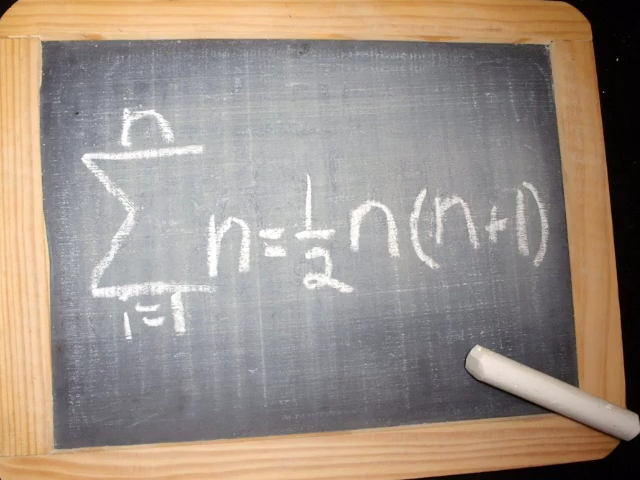 n
∑ n = 1/2 n(n+1)
i=1